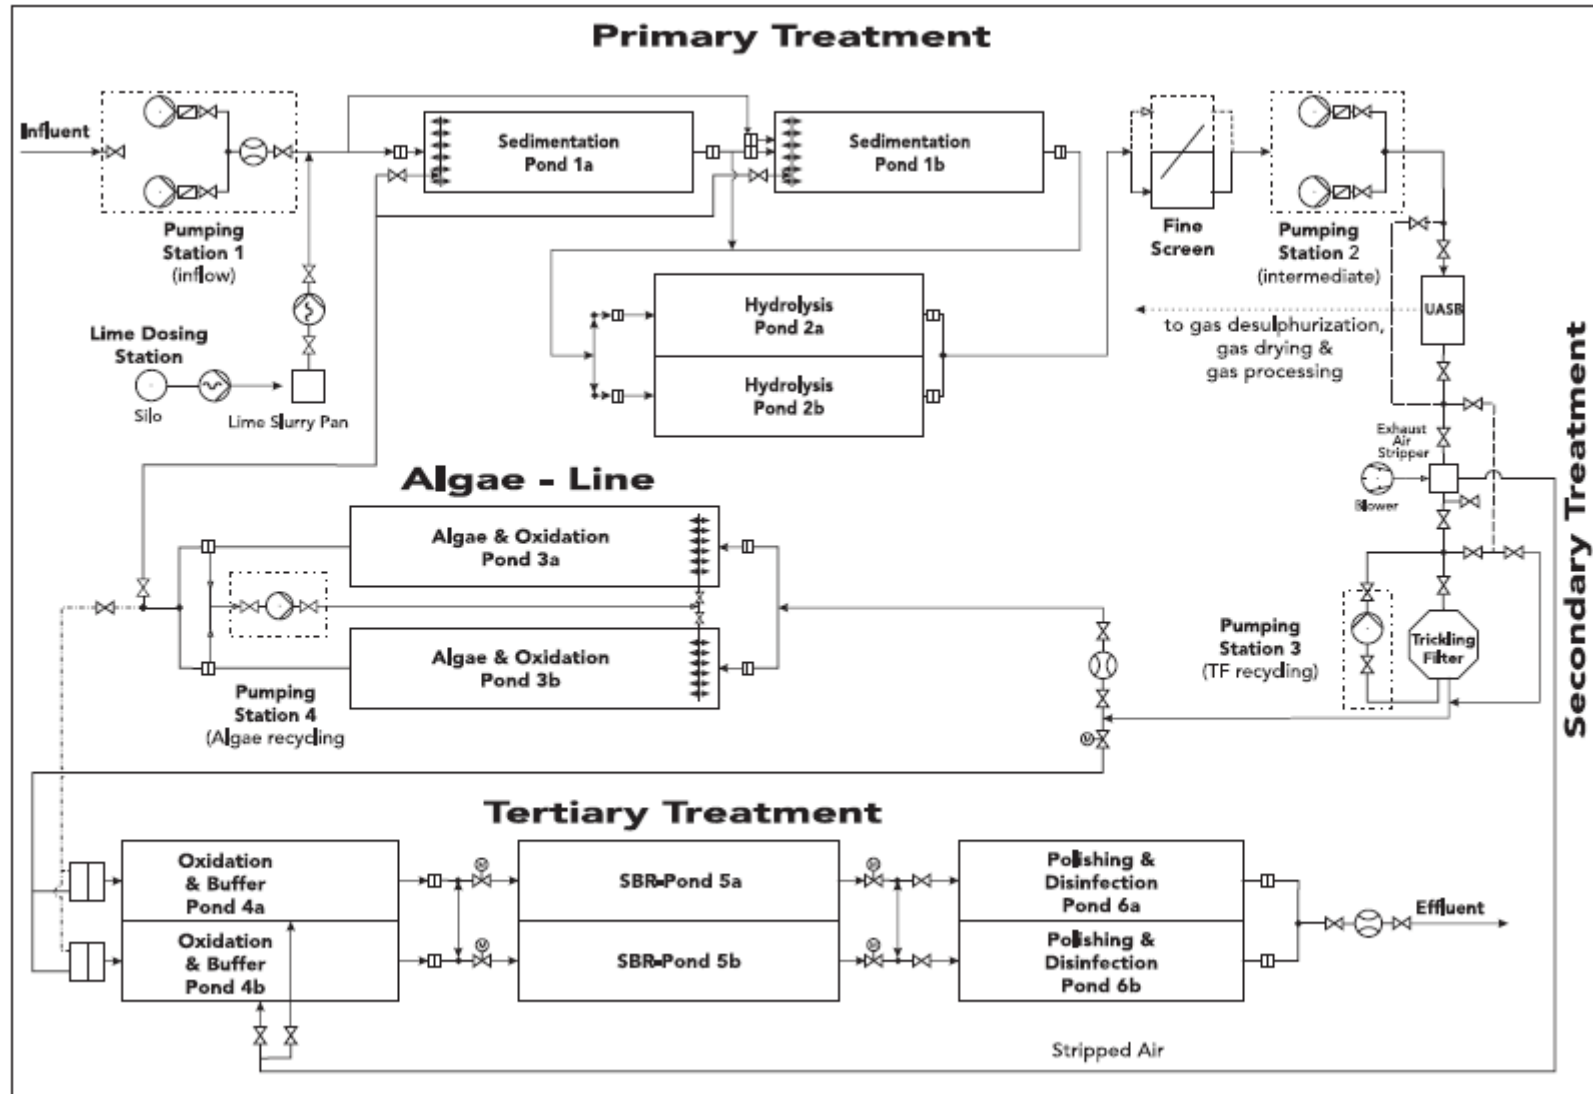 Primary Treatment
Influent
Sedimentation
Pond 1a
Sedimentation
Pond 1b
Pumping
Station 1
(inflow)
Fine
Screen
Pumping
Station 2
(intermediate)
Hydrolysis
Pond 2a
Hydrolysis
Pond 2b
UASB
to gas desulphurization,
gas drying &
gas processing
Lime Dosing
Station
Silo
Lime Slurry Pan
Exhaust
Air
Stripper
Blower
Secondary Treatment
Algae - Line
Algae & Oxidation
Pond 3a
Algae & Oxidation
Pond 3b
Pumping
Station 4
(Algae recycling
Pumping
Station 3
(TF recycling)
Trickling
Filter
M
Tertiary Treatment
Oxidation
& Buffer
Pond 4a
Oxidation
& Buffer
Pond 4b
M
M
SBR-Pond 5a
SBR-Pond 5b
M
M
Polishing &
Disinfection
Pond 6a
Polishing &
Disinfection
Pond 6b
Effluent
Stripped Air